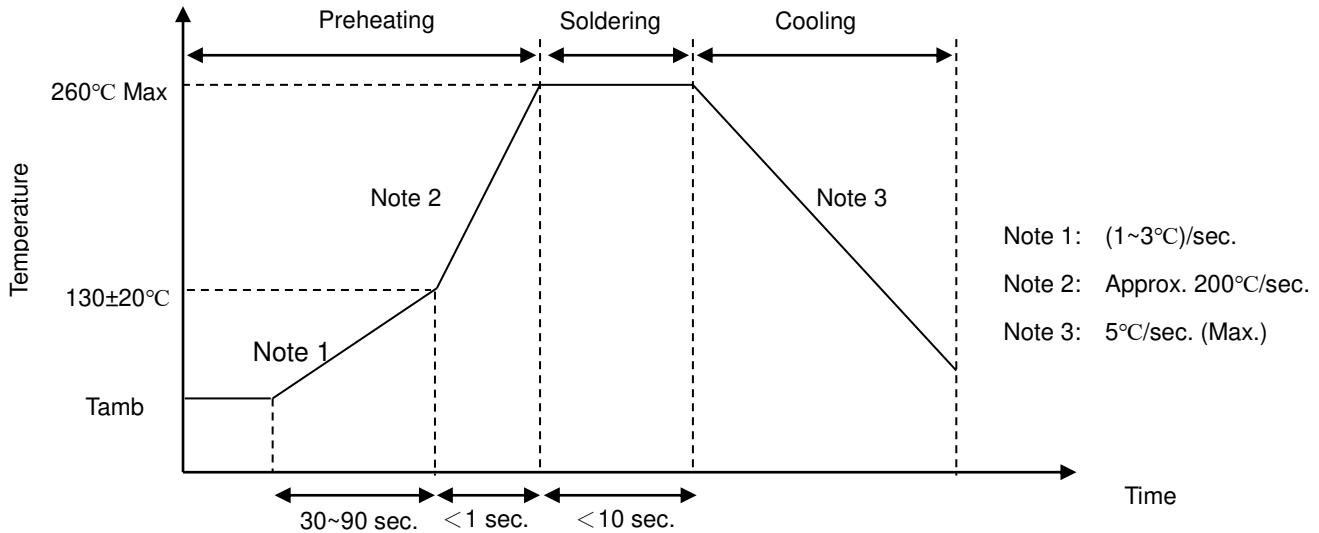 Preheating
Soldering
Cooling
260℃ Max
Temperature
Note 2
Note 3
Note 1: (1~3℃)/sec.
Note 2: Approx. 200℃/sec.
Note 3: 5℃/sec. (Max.)
130±20℃
Note 1
Tamb
Time
30~90 sec.
＜1 sec.
＜10 sec.